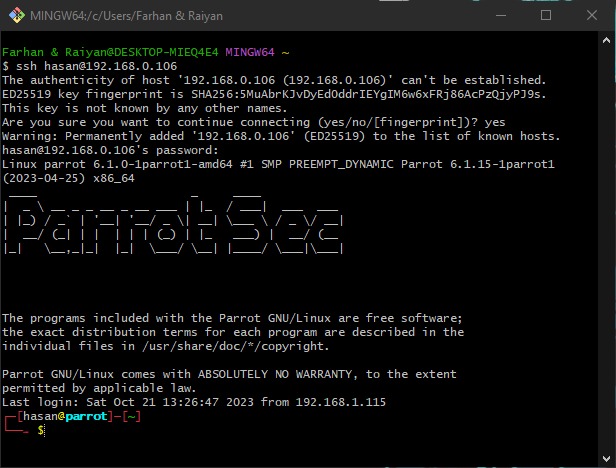 MINGW64:/c/Users/Farhan & Raiyan
Farhan & Raiyan@DESKTOP-MIEQ4E4 MINGW64 ~
$ ssh hasan@192.168.0.106
The authenticity of host '192.168.0.106 (192.168.0.106)' can't be established.
ED25519 key fingerprint is SHA256:5MuAbrKJvDyEdOddrIEYgIM6w6xFRj86AcPzQjyPJ9s.
This key is not known by any other names.
Are you sure you want to continue connecting (yes/no/[fingerprint])? yes
Warning: Permanently added '192.168.0.106' (ED25519) to the list of known hosts.
hasan@192.168.0.106's password:
Linux parrot 6.1.0-1parrot1-amd64 #1 SMP PREEMPT_DYNAMIC Parrot 6.1.15-1parrot1
(2023-04-25) x86_64
Parrot Sec
The programs included with the Parrot GNU/Linux are free software;
the exact distribution terms for each program are described in the
individual files in /usr/share/doc/*/copyright.
Parrot GNU/Linux comes with ABSOLUTELY NO WARRANTY, to the extent
permitted by applicable law.
Last login: Sat Oct 21 13:26:47 2023 from 192.168.1.115
┌─[hasan@parrot]─[~]
└──╼ $